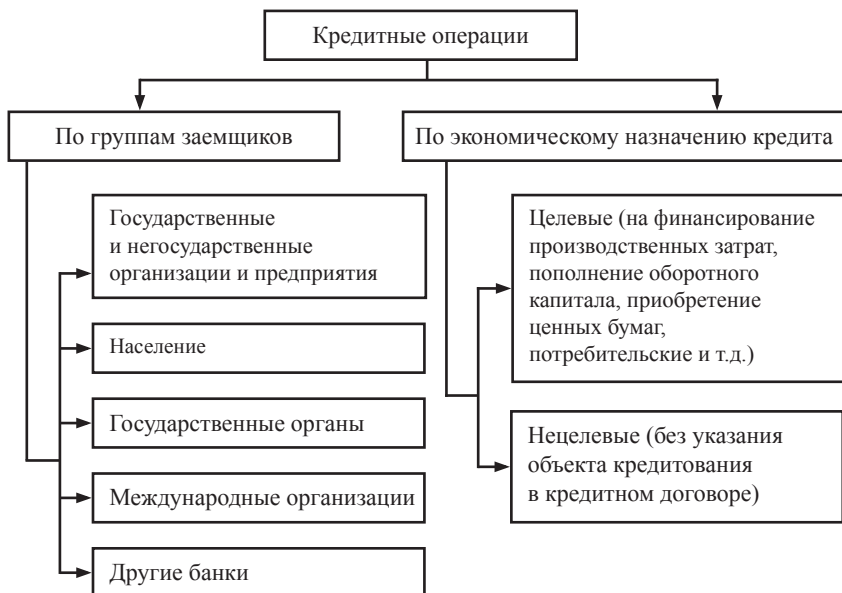 Кредитные операции
По группам заемщиков
Государственные
и негосударственные
организации и предприятия
Население
Государственные органы
Международные организации
Другие банки
По экономическому назначению кредита
Целевые (на финансирование
производственных затрат,
пополнение оборотного
капитала, приобретение
ценных бумаг,
потребительские и т.д.)
Нецелевые (без указания
объекта кредитования
в кредитном договоре)